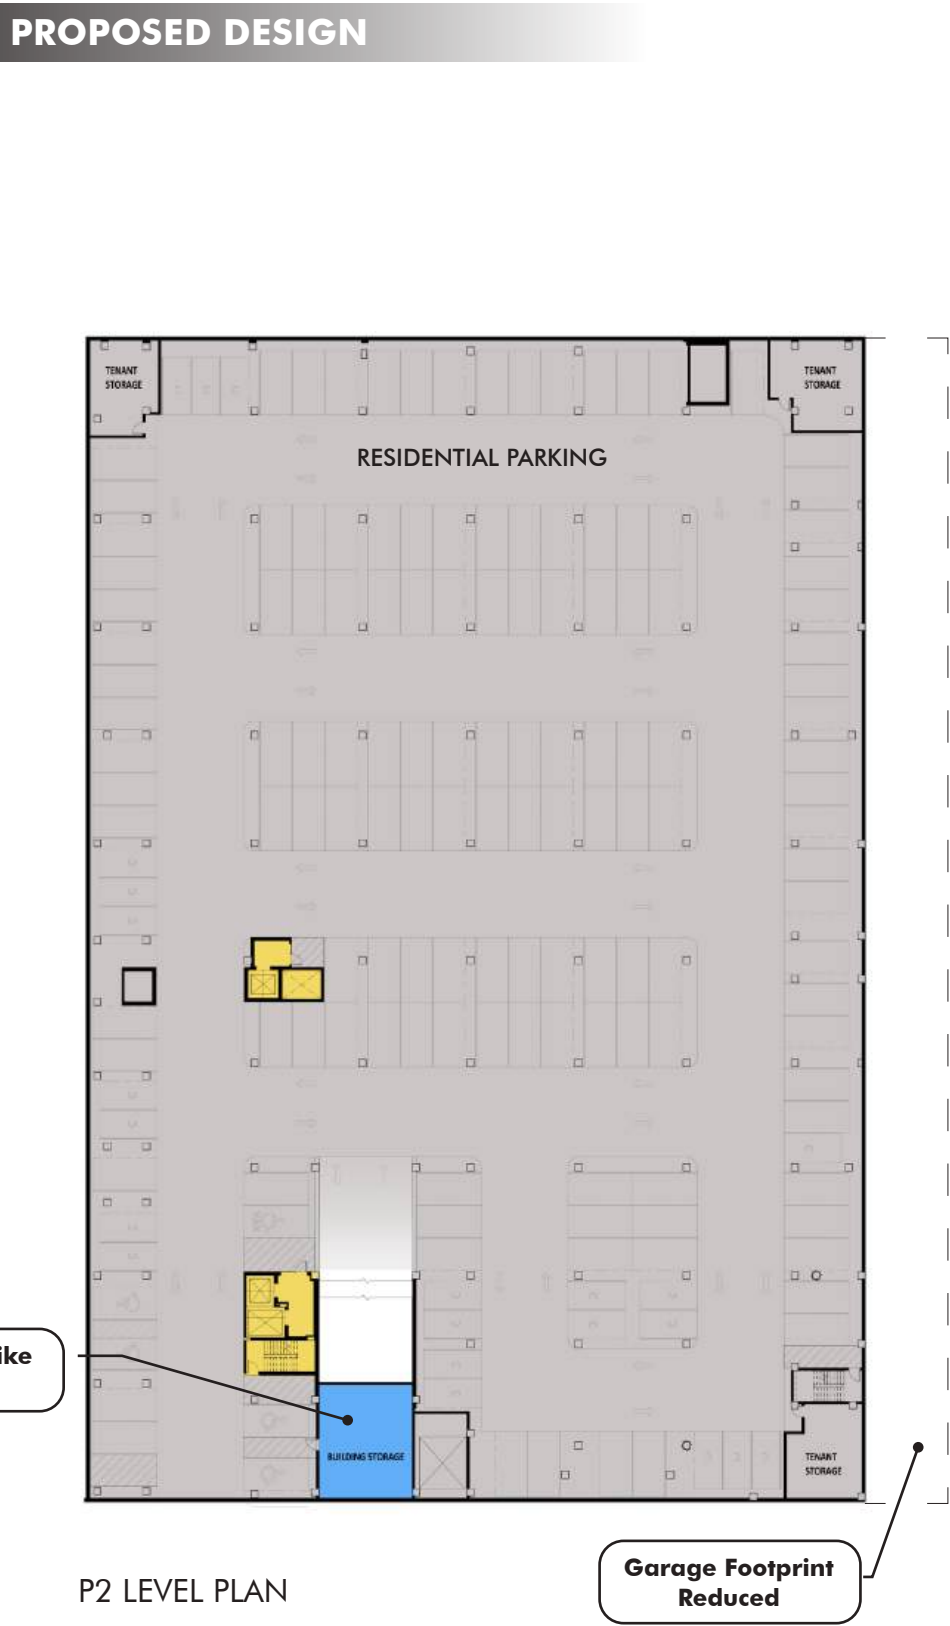 PROPOSED DESIGN
TENANT
STORAGE
TENANT
STORAGE
RESIDENTIAL PARKING
ike
BUILDING STORAGE
TENANT
STORAGE
Garage Footprint
Reduced
P2 LEVEL PLAN